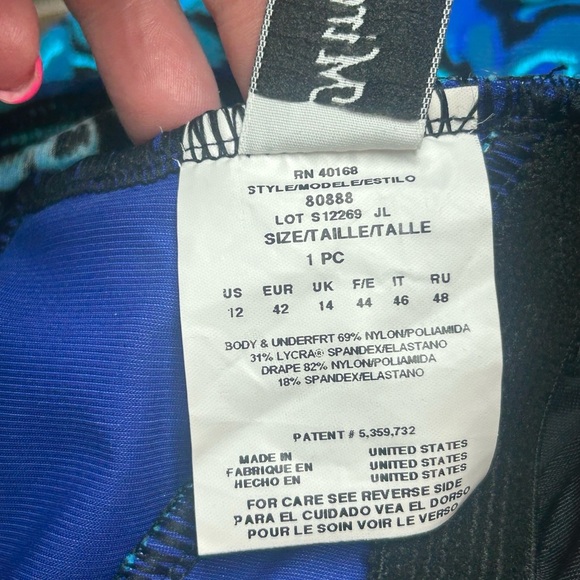 RN 40168
STYLE/MODELE/ESTILO
80888
LOT S12269 JL
SIZE/TAILLE/TALLE
1 PC
US EUR UK F/E IT RU
12 42 14 44 46 48
BODY & UNDERFRT 69% NYLON/POLIAMIDA
31% LYCRA® SPANDEX/ELASTANO
DRAPE 82% NYLON/POLIAMIDA
18% SPANDEX/ELASTANO
PATENT # 5,359,732
MADE IN UNITED STATES
FABRIQUE EN UNITED STATES
HECHO EN UNITED STATES
FOR CARE SEE REVERSE SIDE
PARA EL CUIDADO VEA EL DORSO
POUR LE SOIN VOIR LE VERSO